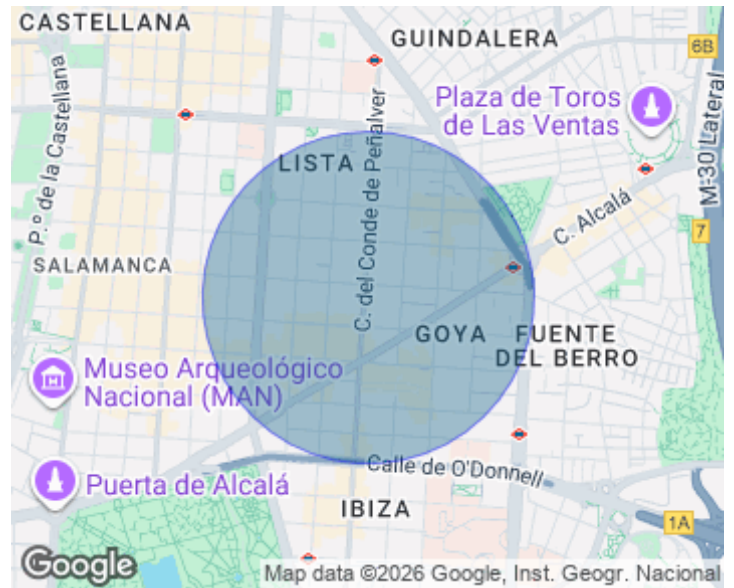 CASTELLANA
GUINDALERA
6B
Plaza de Toros
de Las Ventas
P.º de la Castellana
C. del Conde de Peñalver
M-30 Lateral
LISTA
C. Alcalá
7
SALAMANCA
GOYA
FUENTE
DEL BERRO
Museo Arqueológico
Nacional (MAN)
Calle de O'Donnell
Puerta de Alcalá
IBIZA
1A
Google
Map data ©2026 Google, Inst. Geogr. Nacional